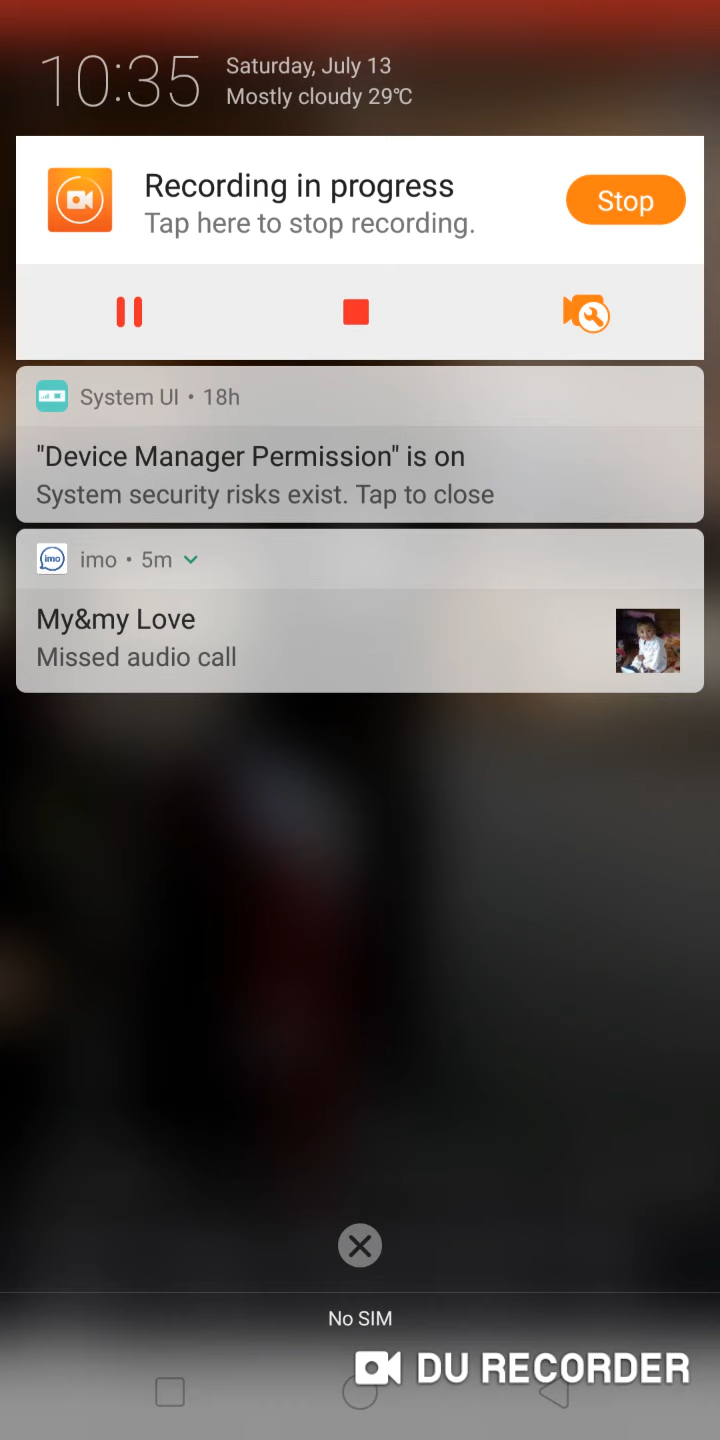 10:35
Saturday, July 13
Mostly cloudy 29℃
Recording in progress
Tap here to stop recording.
Stop
System UI • 18h
"Device Manager Permission" is on
System security risks exist. Tap to close
imo
imo • 5m
My&my Love
Missed audio call
No SIM
DU RECORDER